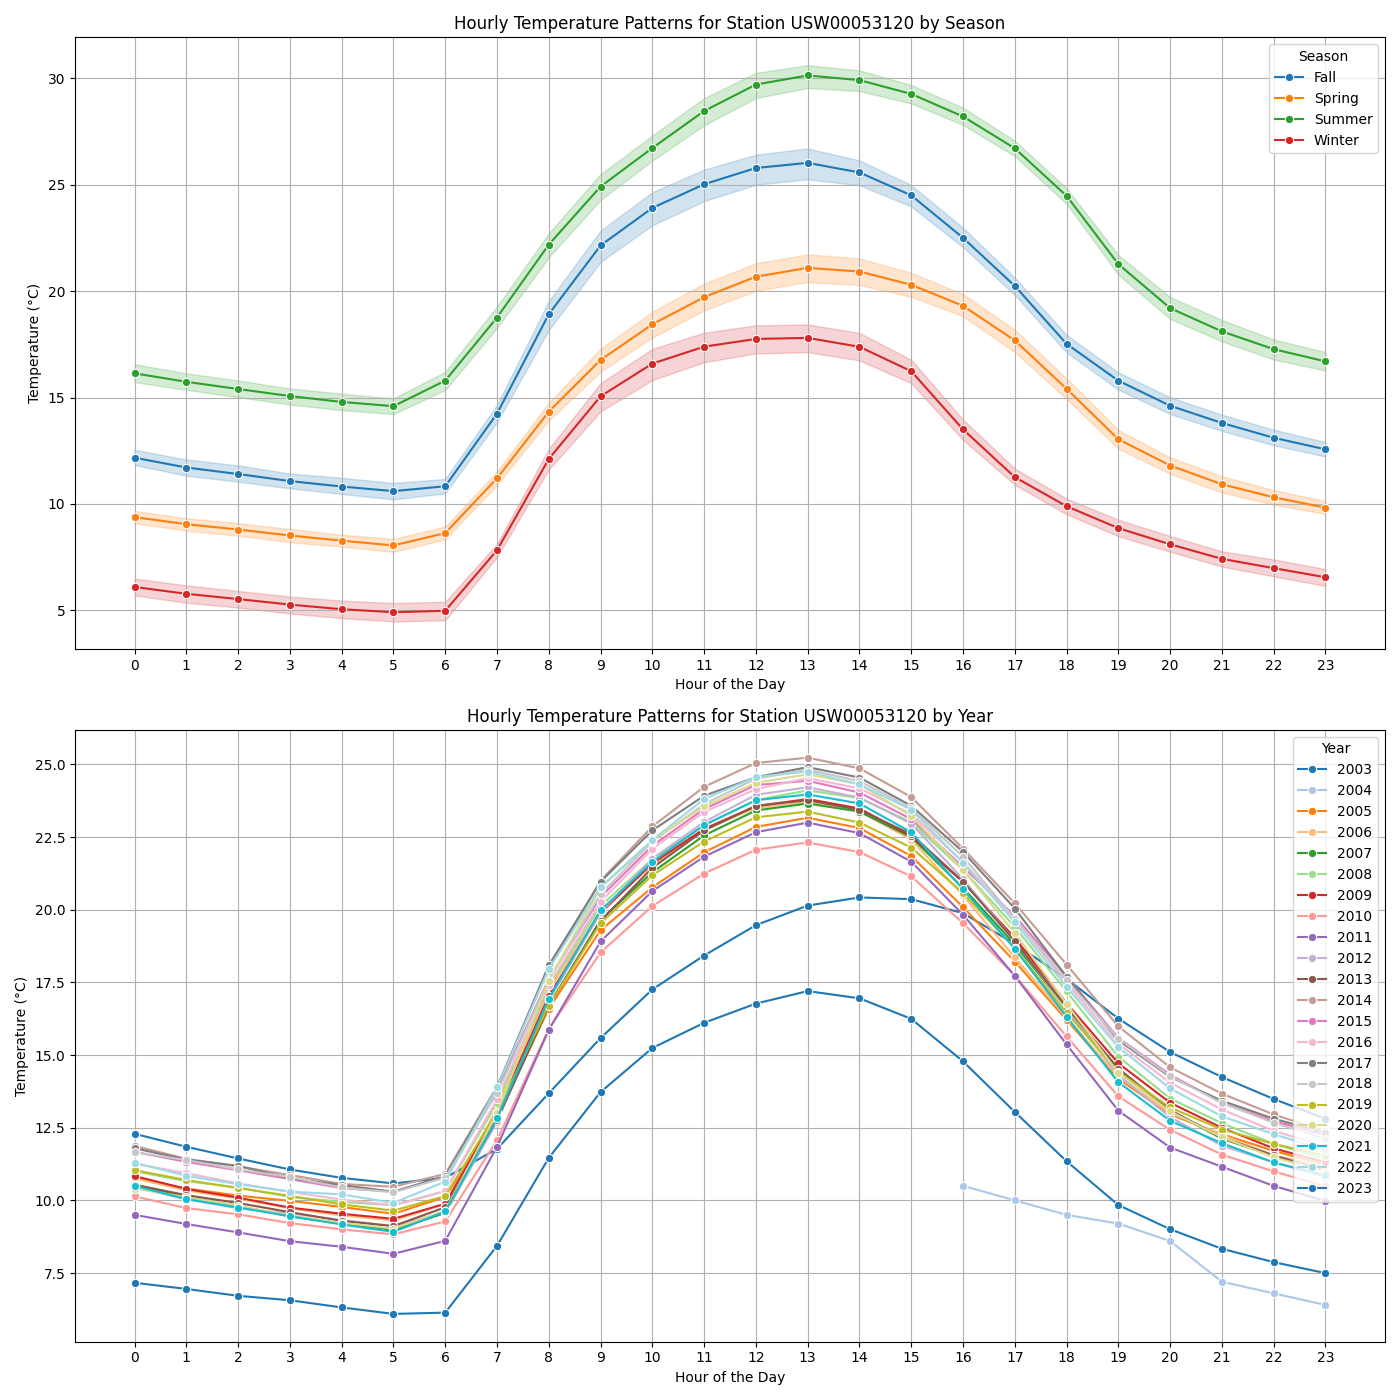 Hourly Temperature Patterns for Station USW00053120 by Season
Temperature (°C)
30
25
20
15
10
5
Season
Fall
Spring
Summer
Winter
0 1 2 3 4 5 6 7 8 9 10 11 12 13 14 15 16 17 18 19 20 21 22 23
Hour of the Day
Hourly Temperature Patterns for Station USW00053120 by Year
Temperature (°C)
25.0
22.5
20.0
17.5
15.0
12.5
10.0
7.5
Year
2003
2004
2005
2006
2007
2008
2009
2010
2011
2012
2013
2014
2015
2016
2017
2018
2019
2020
2021
2022
2023
0 1 2 3 4 5 6 7 8 9 10 11 12 13 14 15 16 17 18 19 20 21 22 23
Hour of the Day